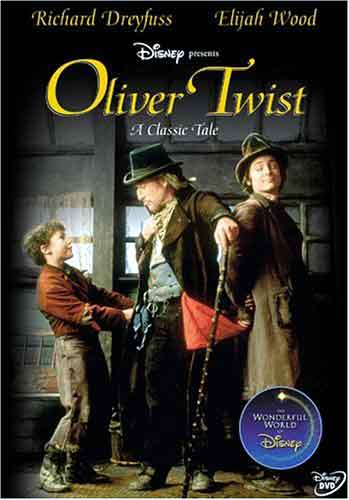 Richard Dreyfuss Elijah Wood
Disney presents
Oliver Twist
A Classic Tale
THE
WONDERFUL
WORLD
of
Disney
Disney
DVD